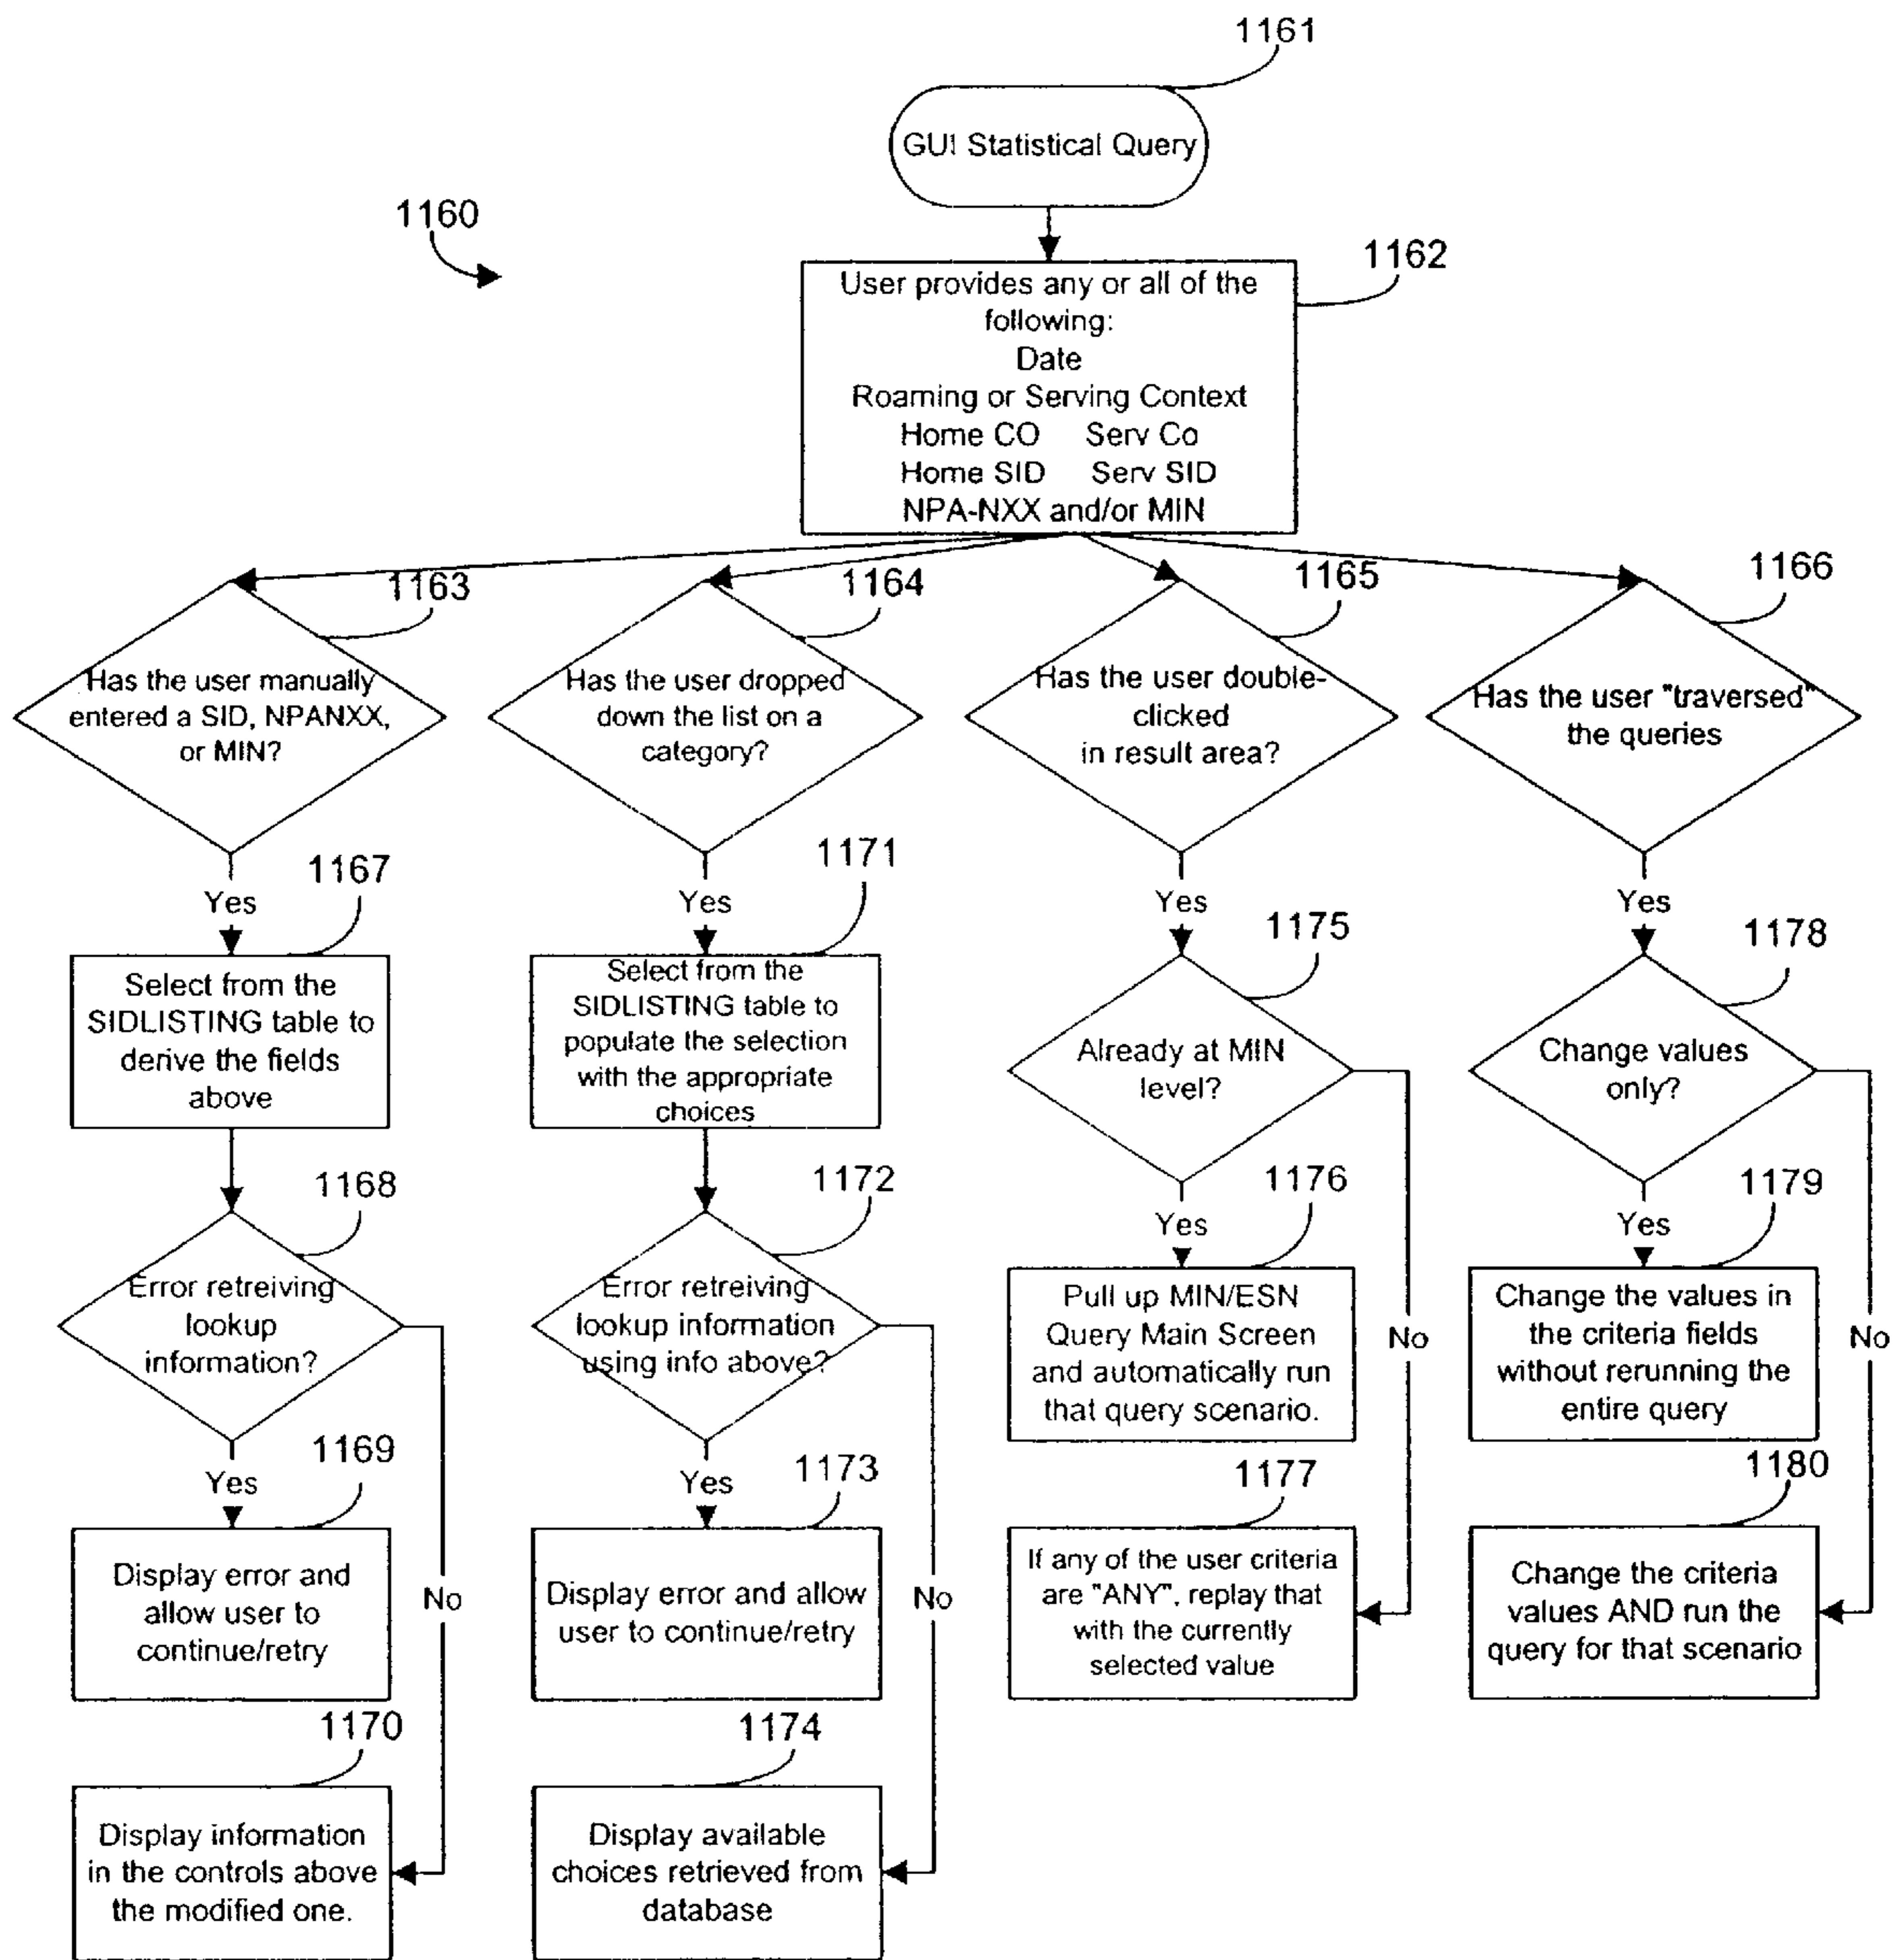 1161
GUI Statistical Query
1160
1162
User provides any or all of the
following:
Date
Roaming or Serving Context
Home CO Serv Co
Home SID Serv SID
NPA-NXX and/or MIN
1163
Has the user manually
entered a SID, NPANXX,
or MIN?
1164
Has the user dropped
down the list on a
category?
1165
Has the user double-
clicked
in result area?
1166
Has the user "traversed"
the queries
Yes
1167
Yes
1171
Yes
1175
Yes
1178
Select from the
SIDLISTING table to
derive the fields
above
Select from the
SIDLISTING table to
populate the selection
with the appropriate
choices
Already at MIN
level?
Change values
only?
1168
1172
Yes
1176
Yes
1179
Error retreiving
lookup
information?
Error retreiving
lookup information
using info above?
Pull up MIN/ESN
Query Main Screen
and automatically run
that query scenario.
No
Change the values in
the criteria fields
without rerunning the
entire query
No
Yes
1169
Yes
1173
1177
1180
Display error and
allow user to
continue/retry
No
Display error and allow
user to continue/retry
No
If any of the user criteria
are "ANY", replay that
with the currently
selected value
Change the criteria
values AND run the
query for that scenario
1170
1174
Display information
in the controls above
the modified one.
Display available
choices retrieved from
database